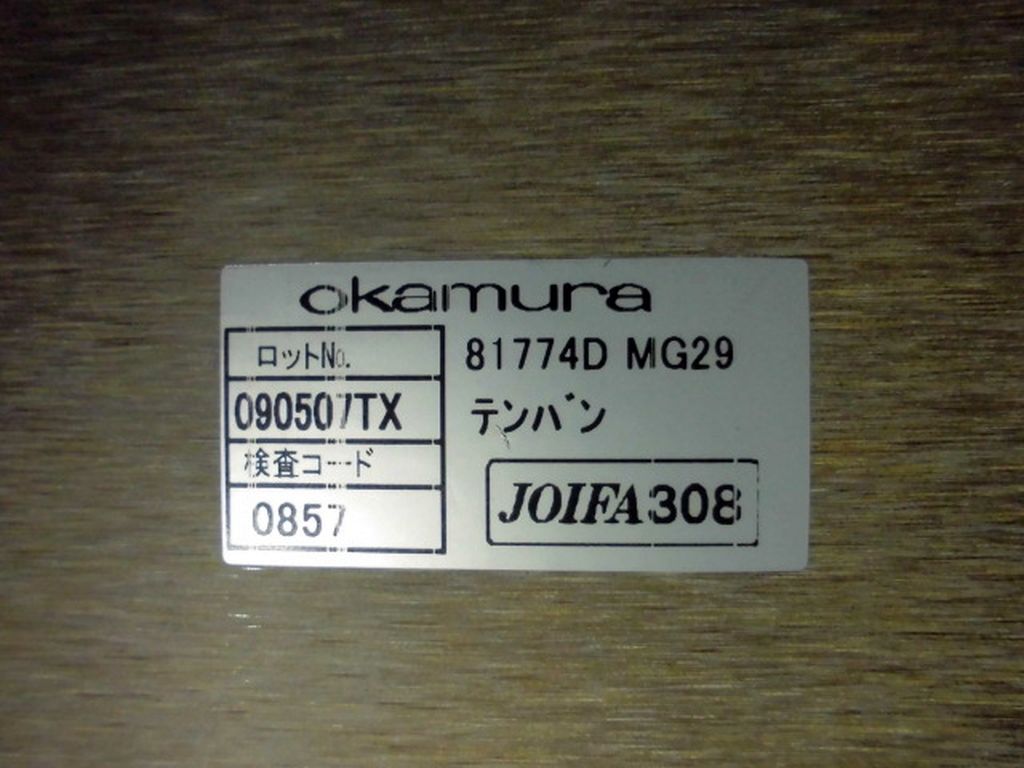 okamura
ロットNo.
090507TX
検査コード
0857
81774D MG29
テンバン
JOIFA308